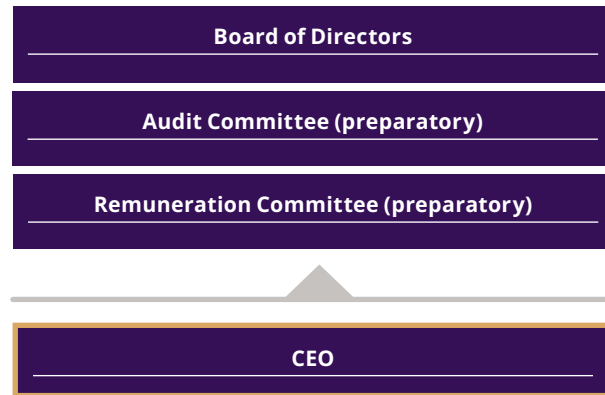 Board of Directors
Audit Committee (preparatory)
Remuneration Committee (preparatory)
CEO